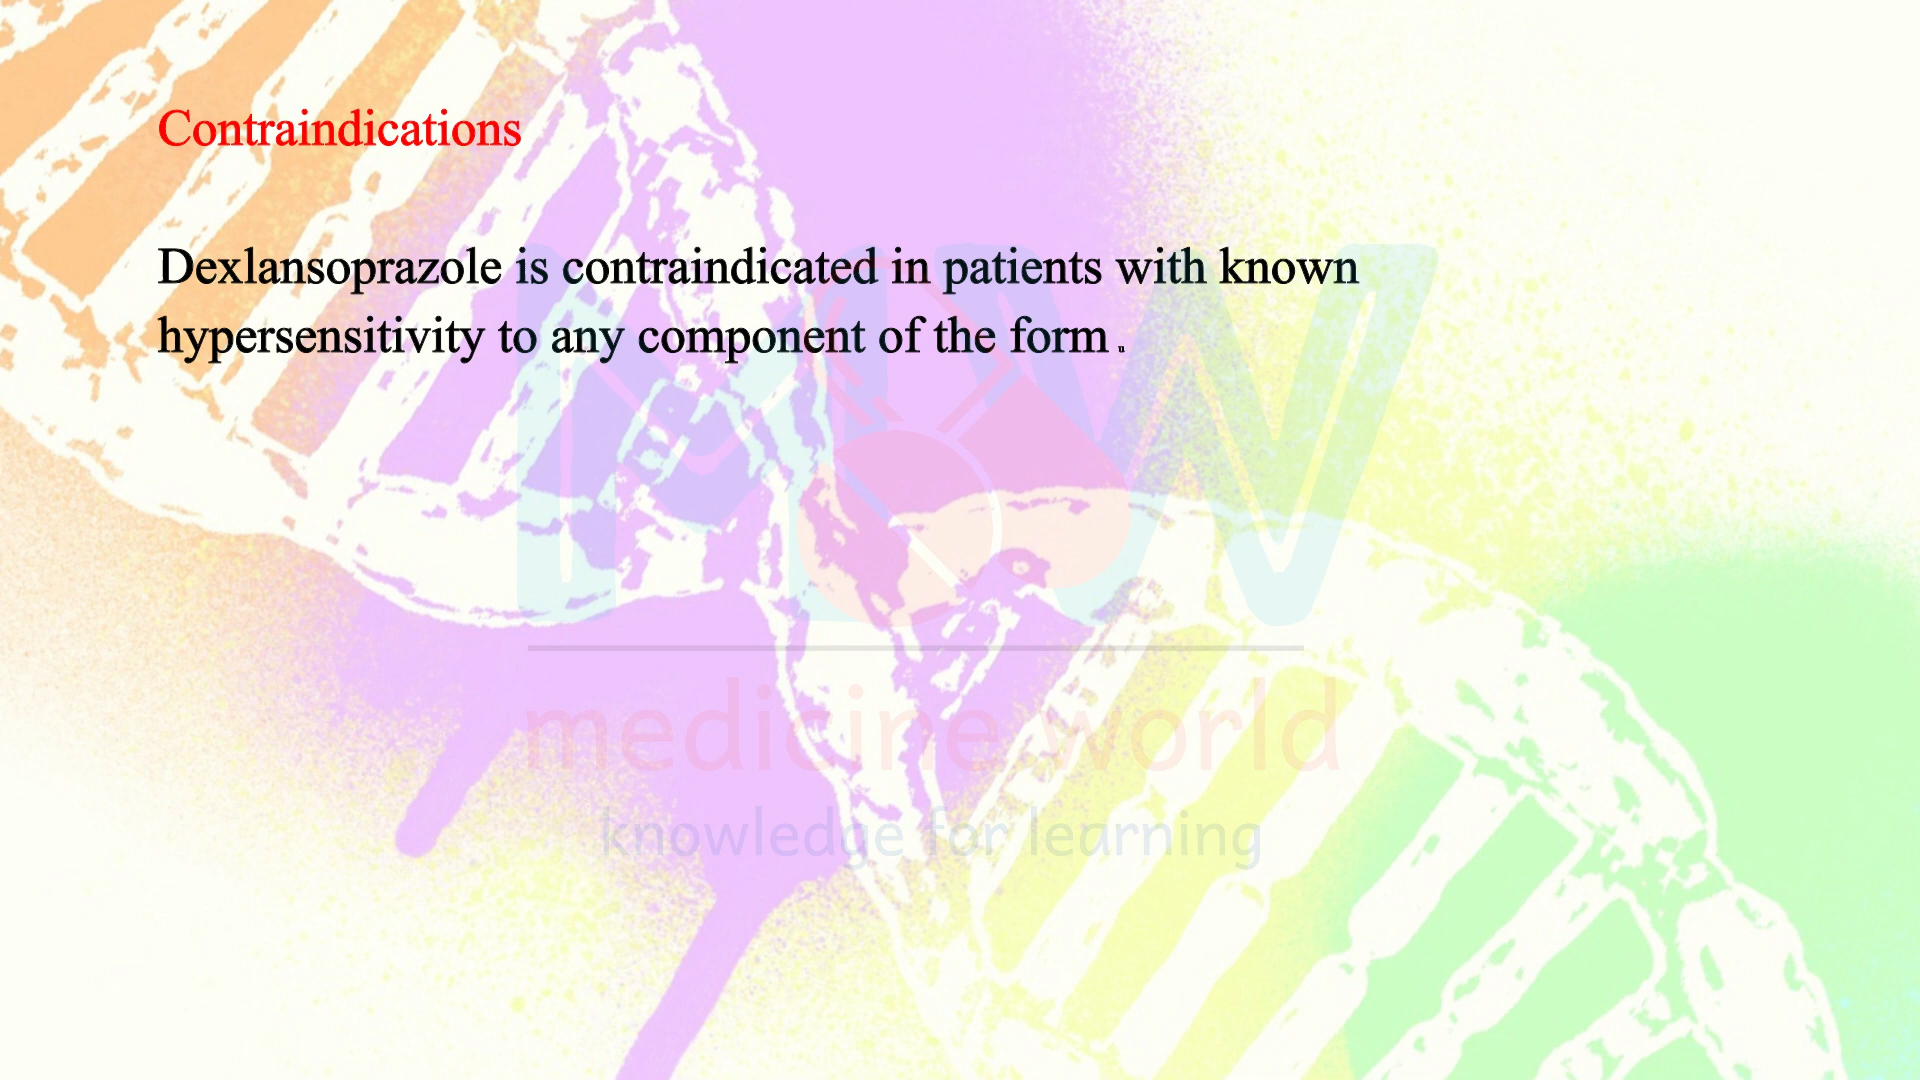 Contraindications
Dexlansoprazole is contraindicated in patients with known
hypersensitivity to any component of the form u
MW
medicine world
knowledge for learning